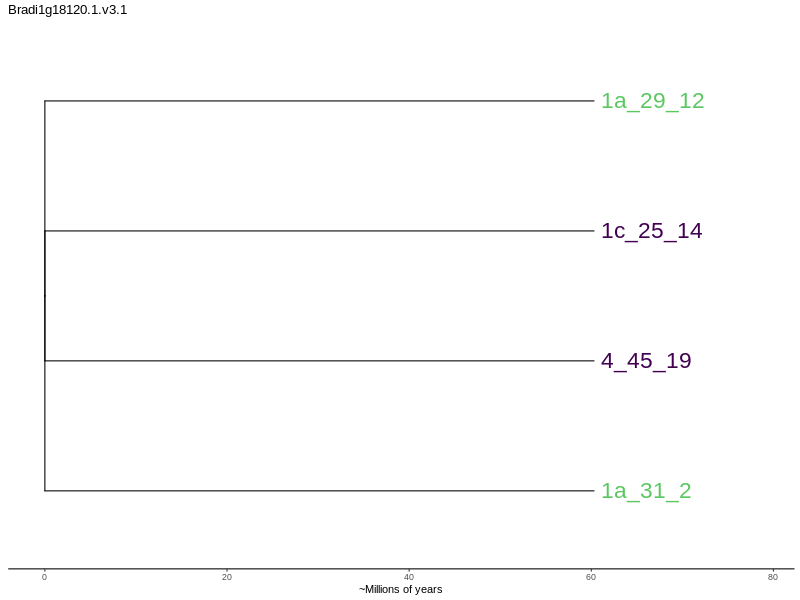 Bradi1g18120.1.v3.1
1a_29_12
1c_25_14
4_45_19
1a_31_2
0 20 40 60 80
~Millions of years